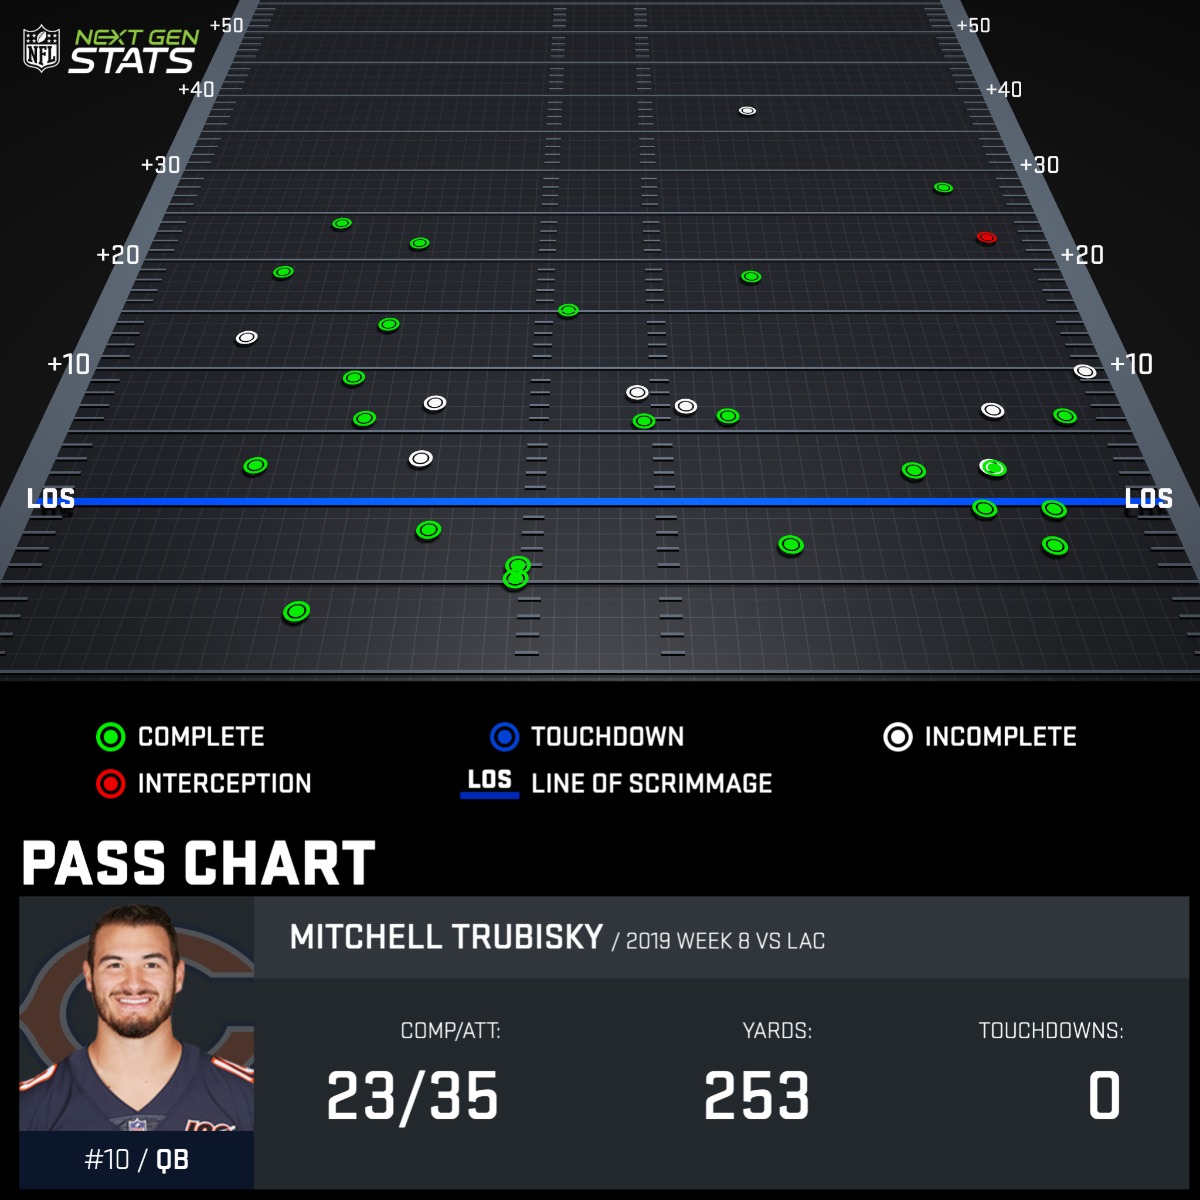 NFL
NEXT GEN
STATS
+50 +50
+40 +40
+30 +30
+20 +20
+10 +10
LOS LOS
COMPLETE TOUCHDOWN INCOMPLETE
INTERCEPTION LOS LINE OF SCRIMMAGE
PASS CHART
MITCHELL TRUBISKY / 2019 WEEK 8 VS LAC
COMP/ATT: YARDS: TOUCHDOWNS:
23/35 253 0
#10 / QB